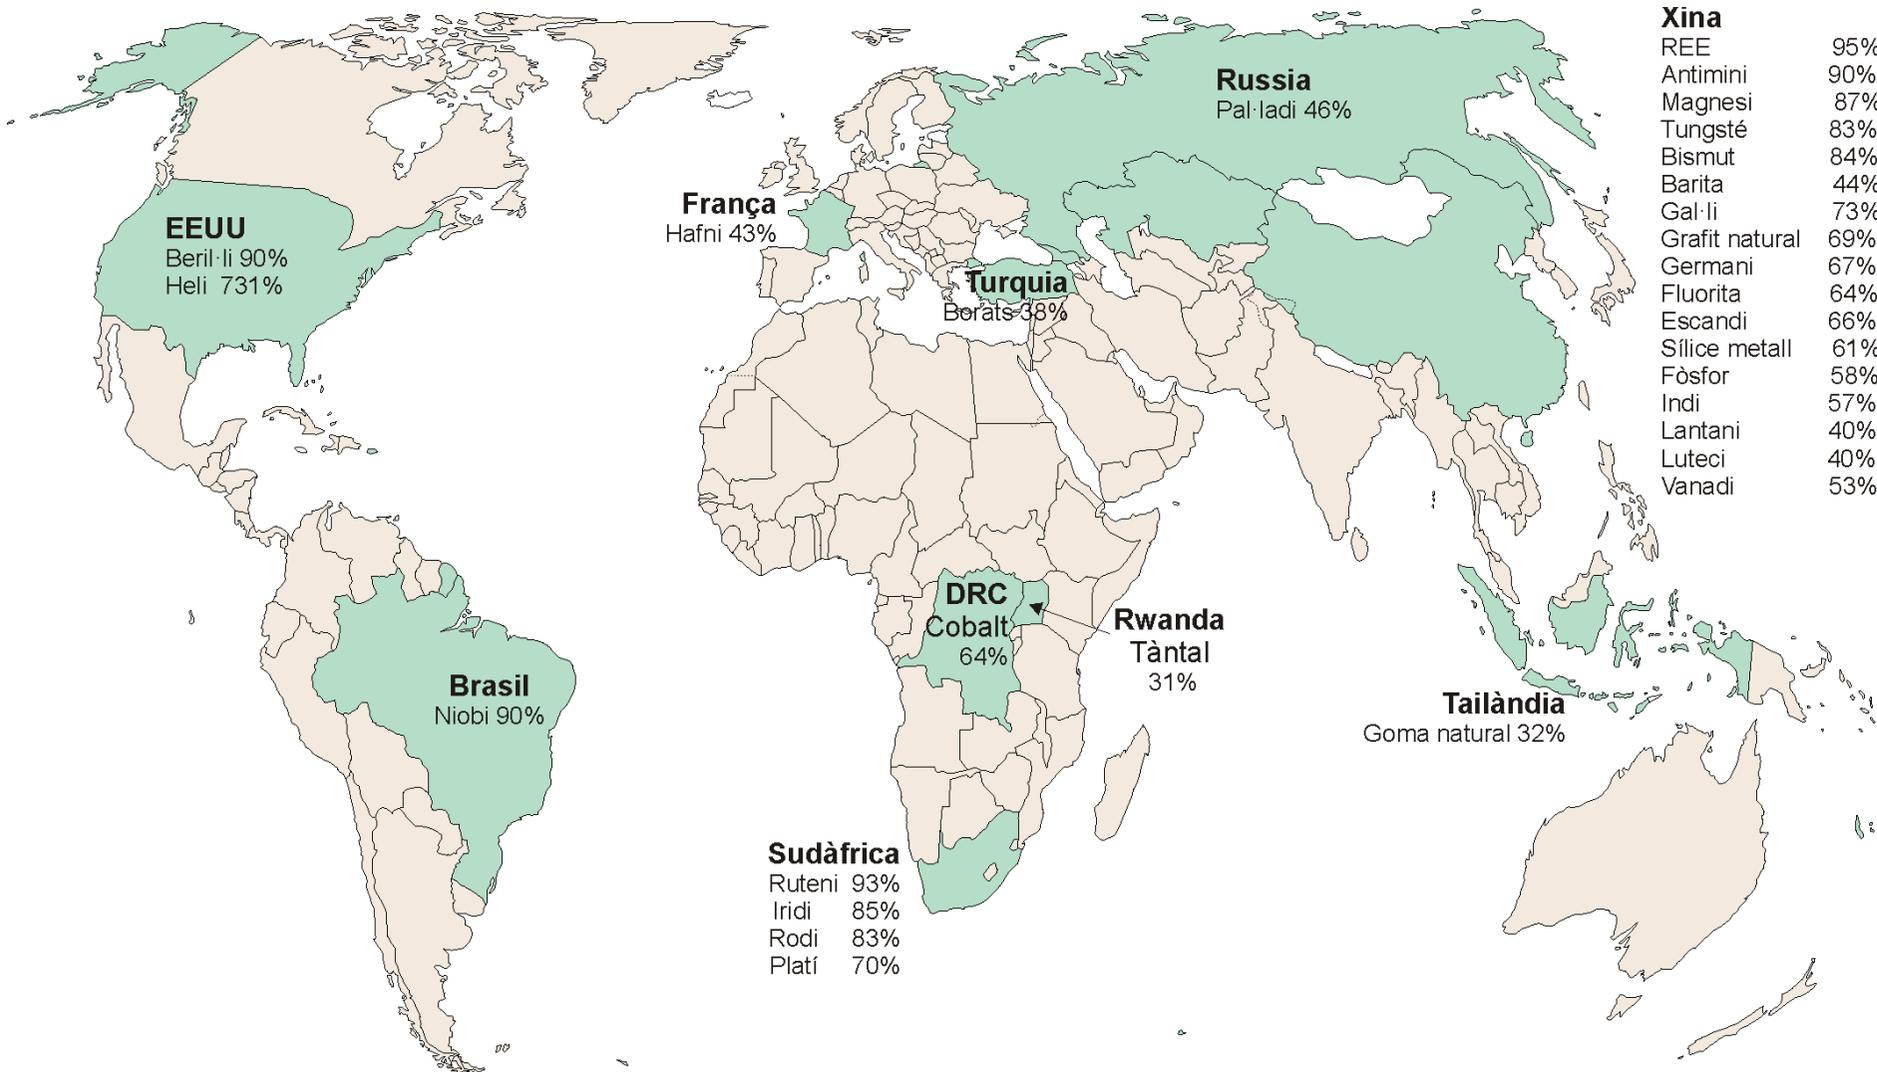 Xina
REE 95%
Antimini 90%
Magnesi 87%
Tungsté 83%
Bismut 84%
Barita 44%
Gal·li 73%
Grafit natural 69%
Germani 67%
Fluorita 64%
Escandi 66%
Sílice metall 61%
Fòsfor 58%
Indi 57%
Lantani 40%
Luteci 40%
Vanadi 53%
Russia
Pal·ladi 46%
França
Hafni 43%
EEUU
Beril·li 90%
Heli 731%
Turquia
Borats 38%
DRC
Cobalt
64%
Rwanda
Tàntal
31%
Brasil
Niobi 90%
Tailàndia
Goma natural 32%
Sudàfrica
Ruteni 93%
Iridi 85%
Rodi 83%
Platí 70%